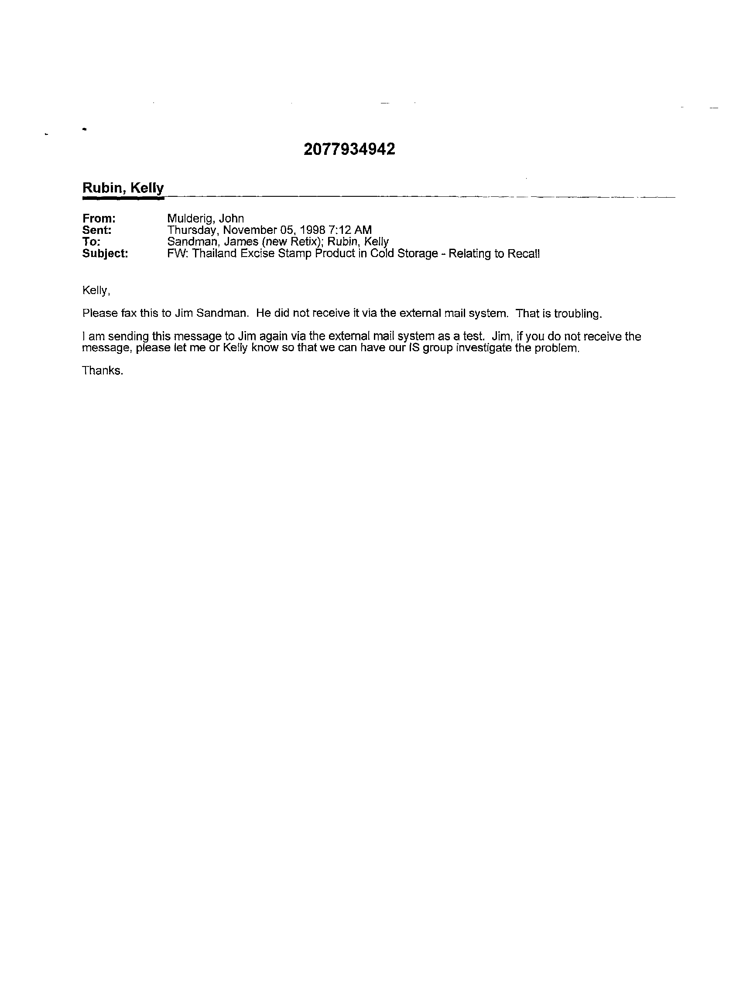 2077934942
Rubin, Kelly
From: Mulderig, John
Sent: Thursday, November 05, 1998 7:12 AM
To: Sandman, James (new Retix); Rubin, Kelly
Subject: FW: Thailand Excise Stamp Product in Cold Storage - Relating to Recall
Kelly,
Please fax this to Jim Sandman. He did not receive it via the external mail system. That is troubling.
I am sending this message to Jim again via the external mail system as a test. Jim, if you do not receive the
message, please let me or Kelly know so that we can have our IS group investigate the problem.
Thanks.